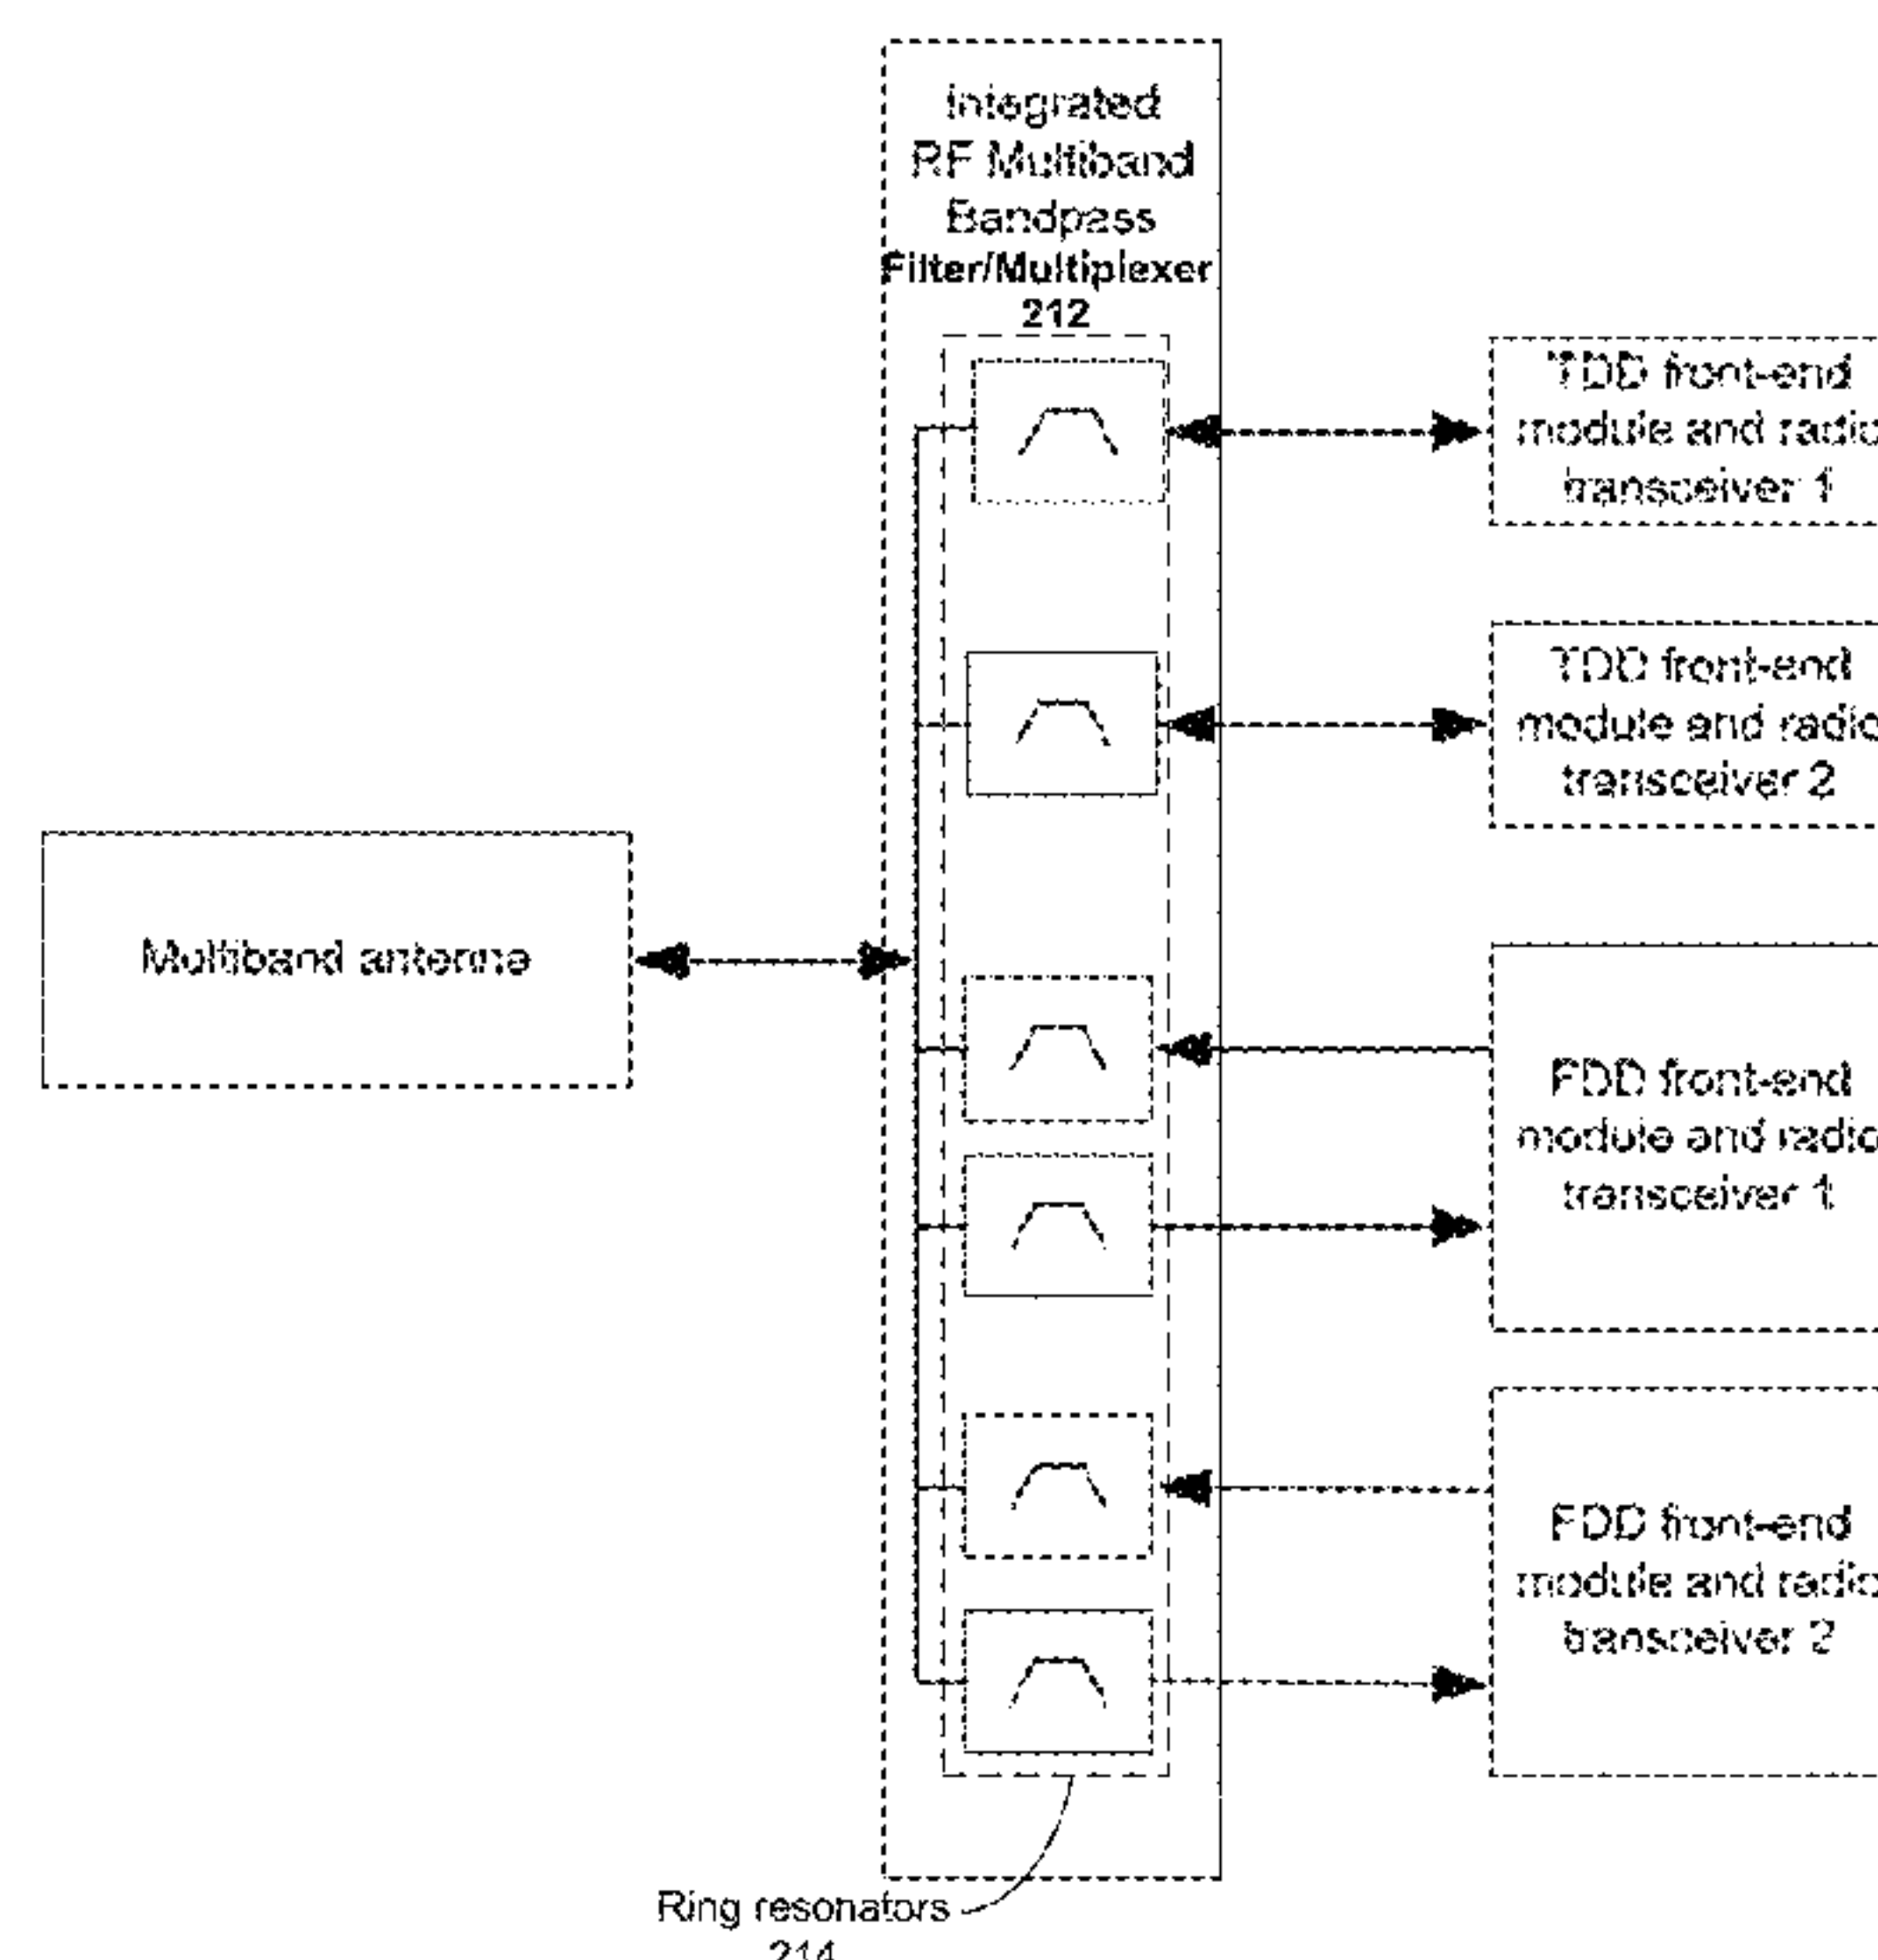 Integrated
RF Multiband
Bandpass
Filter/Multiplexer
212
TDD front-end
module and radio
transceiver 1
TDD front-end
module and radio
transceiver 2
Multiband antenna
FDD front-end
module and radio
transceiver 1
FDD front-end
module and radio
transceiver 2
Ring resonators
214